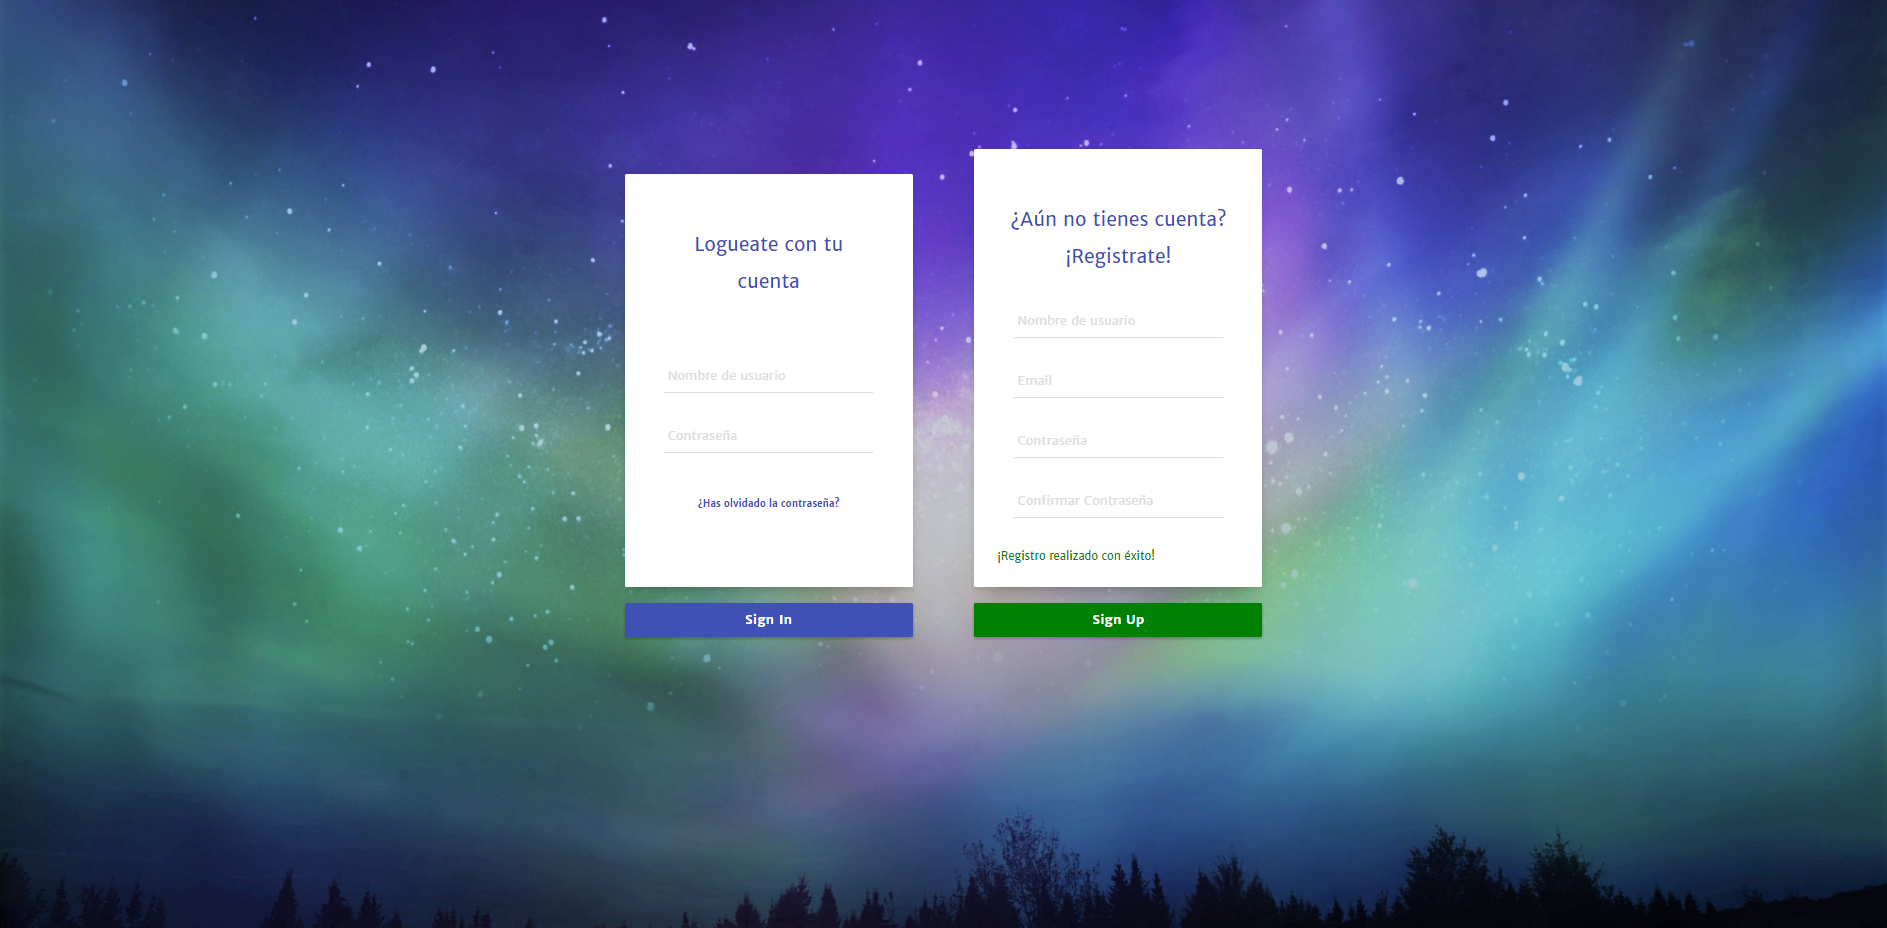 Logueate con tu
cuenta
Nombre de usuario
Contraseña
¿Has olvidado la contraseña?
Sign In
¿Aún no tienes cuenta?
¡Registrate!
Nombre de usuario
Email
Contraseña
Confirmar Contraseña
¡Registro realizado con éxito!
Sign Up